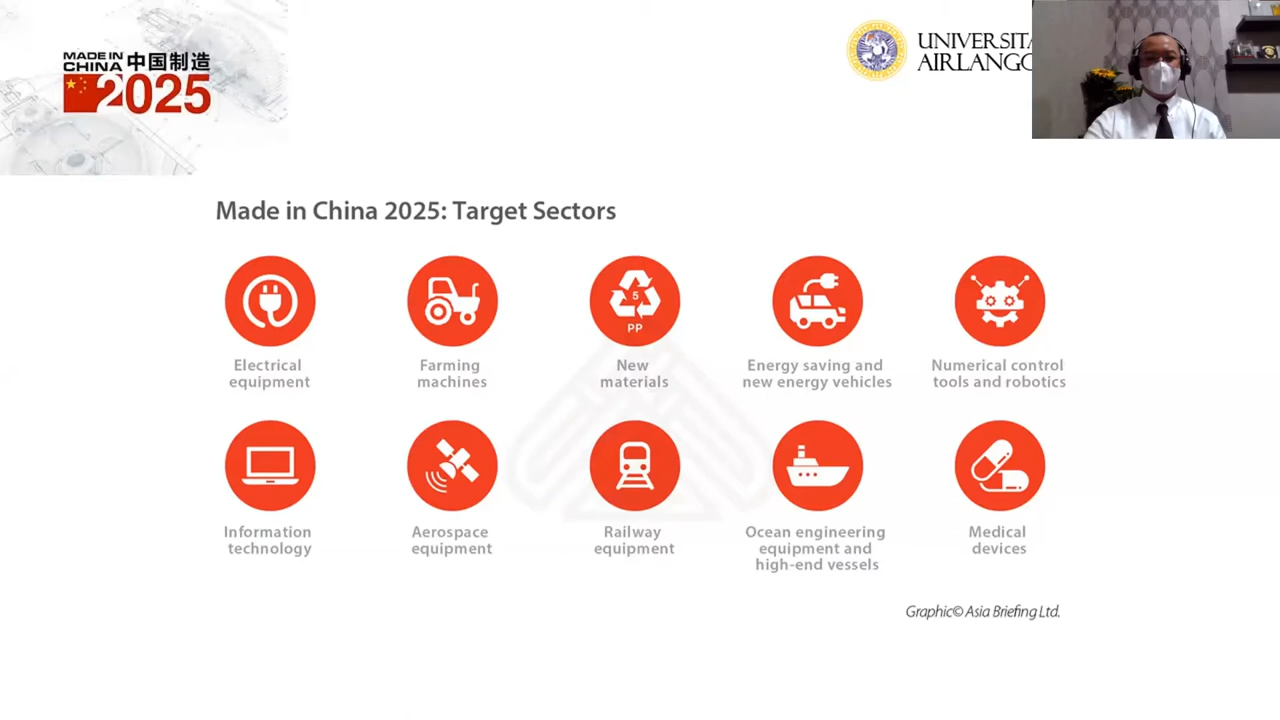 MADE IN
CHINA 中国制造
2025
UNIVERSITA
AIRLANGO
Made in China 2025: Target Sectors
5
PP
Electrical
equipment
Farming
machines
New
materials
Energy saving and
new energy vehicles
Numerical control
tools and robotics
Information
technology
Aerospace
equipment
Railway
equipment
Ocean engineering
equipment and
high-end vessels
Medical
devices
Graphic© Asia Briefing Ltd.